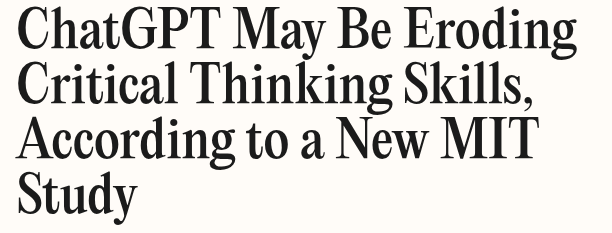 ChatGPT May Be Eroding
Critical Thinking Skills,
According to a New MIT
Study